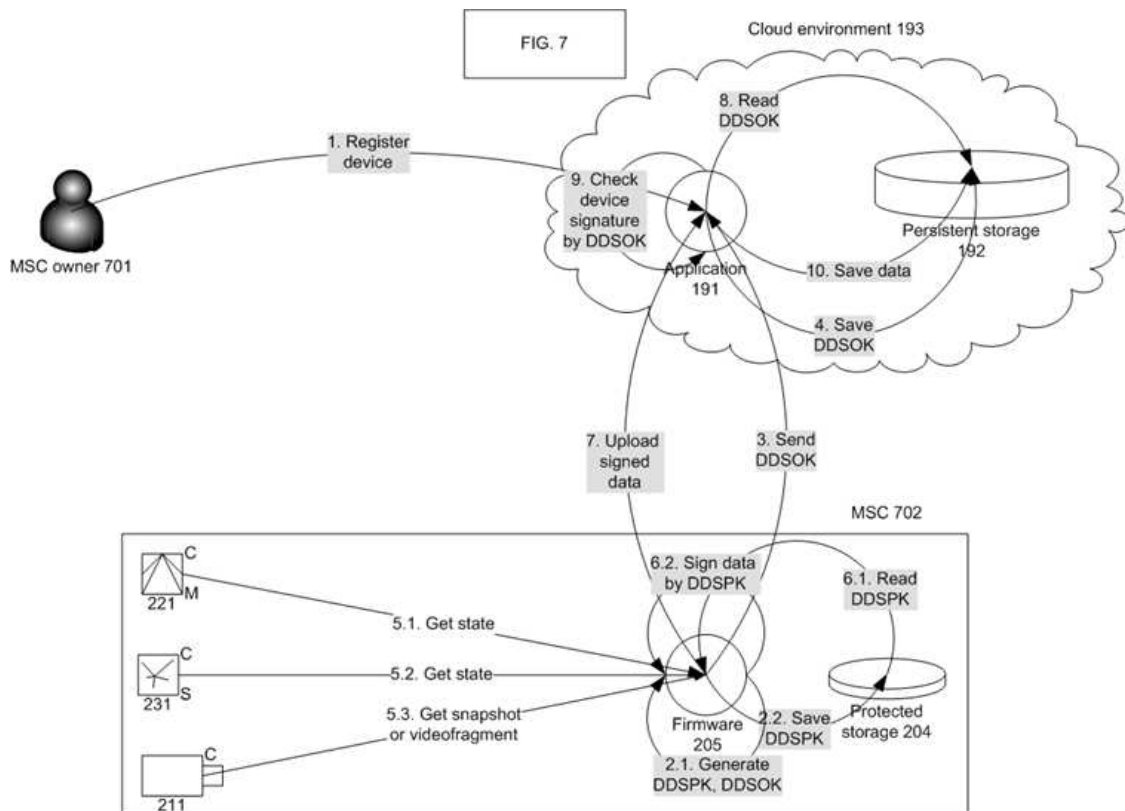 FIG. 7
Cloud environment 193
8. Read
DDSOK
1. Register
device
9. Check
device
signature
by DDSOK
MSC owner 701
Persistent storage
192
Application
191
10. Save data
4. Save
DDSOK
7. Upload
signed
data
3. Send
DDSOK
MSC 702
C
M
221
6.2. Sign data
by DDSPK
6.1. Read
DDSPK
5.1. Get state
C
S
231
5.2. Get state
5.3. Get snapshot
or videofragment
Firmware
205
2.2. Save
DDSPK
Protected
storage 204
2.1. Generate
DDSPK, DDSOK
C
211